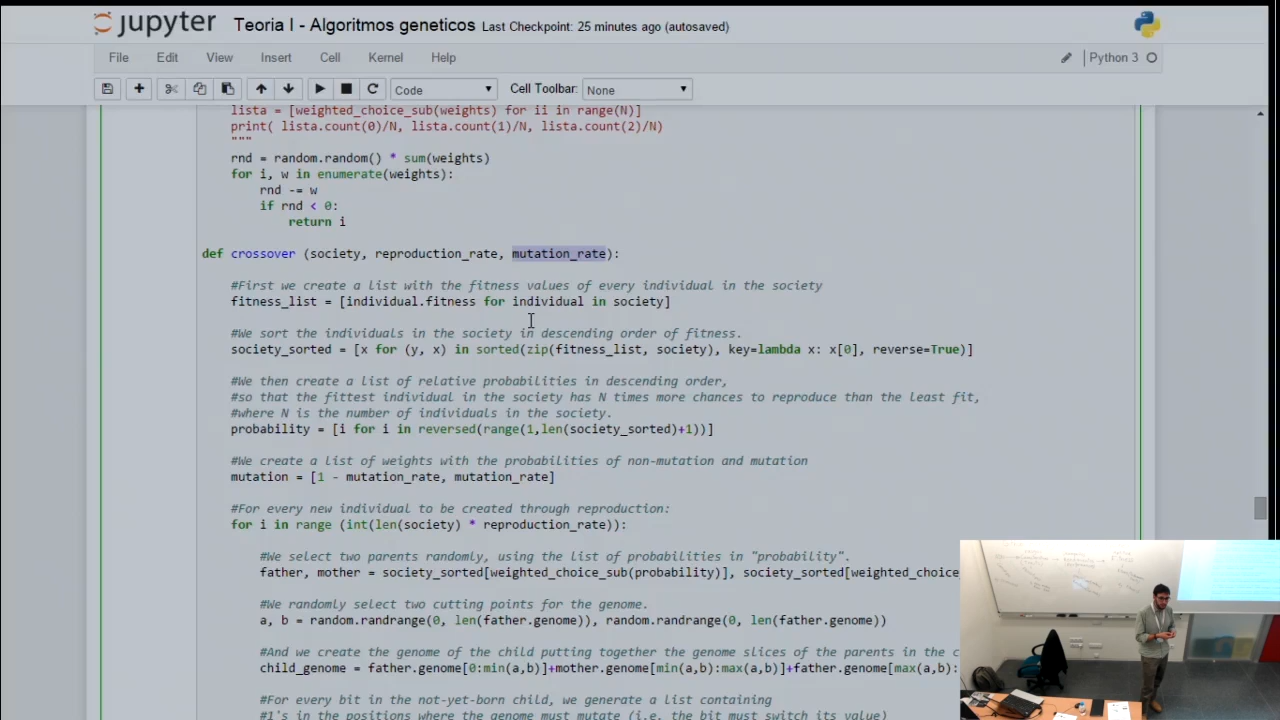 jupyter Teoria I - Algoritmos geneticos Last Checkpoint: 25 minutes ago (autosaved)
File Edit View Insert Cell Kernel Help Python 3
Code Cell Toolbar: None
lista = [weighted_choice_sub(weights) for ii in range(N)]
print( lista.count(0)/N, lista.count(1)/N, lista.count(2)/N)
"""
rnd = random.random() * sum(weights)
for i, w in enumerate(weights):
rnd -= w
if rnd < 0:
return i
def crossover (society, reproduction_rate, mutation_rate):
#First we create a list with the fitness values of every individual in the society
fitness_list = [individual.fitness for individual in society]
#We sort the individuals in the society in descending order of fitness.
society_sorted = [x for (y, x) in sorted(zip(fitness_list, society), key=lambda x: x[0], reverse=True)]
#We then create a list of relative probabilities in descending order,
#so that the fittest individual in the society has N times more chances to reproduce than the least fit,
#where N is the number of individuals in the society.
probability = [i for i in reversed(range(1,len(society_sorted)+1))]
#We create a list of weights with the probabilities of non-mutation and mutation
mutation = [1 - mutation_rate, mutation_rate]
#For every new individual to be created through reproduction:
for i in range (int(len(society) * reproduction_rate)):
#We select two parents randomly, using the list of probabilities in "probability".
father, mother = society_sorted[weighted_choice_sub(probability)], society_sorted[weighted_choice
#We randomly select two cutting points for the genome.
a, b = random.randrange(0, len(father.genome)), random.randrange(0, len(father.genome))
#And we create the genome of the child putting together the genome slices of the parents in the c
child_genome = father.genome[0:min(a,b)]+mother.genome[min(a,b):max(a,b)]+father.genome[max(a,b):
#For every bit in the not-yet-born child, we generate a list containing
#1's in the positions where the genome must mutate (i.e. the bit must switch its value)